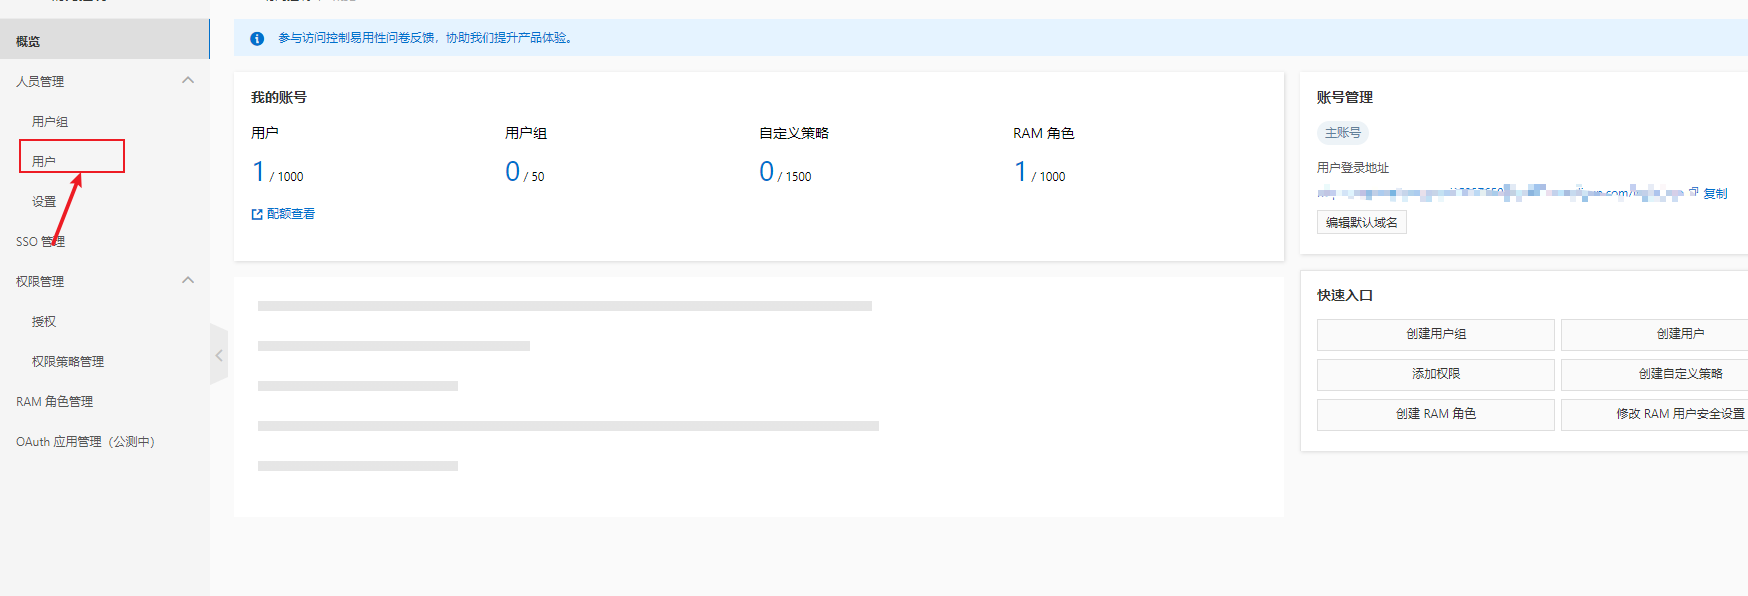 概览
人员管理
用户组
用户
设置
SSO 管理
权限管理
授权
权限策略管理
RAM 角色管理
OAuth 应用管理（公测中）
参与访问控制易用性问卷反馈，协助我们提升产品体验。
我的账号
用户
1 / 1000
用户组
0 / 50
自定义策略
0 / 1500
RAM 角色
1 / 1000
配额查看
账号管理
主账号
用户登录地址
复制
编辑默认域名
快速入口
创建用户组
创建用户
添加权限
创建自定义策略
创建 RAM 角色
修改 RAM 用户安全设置